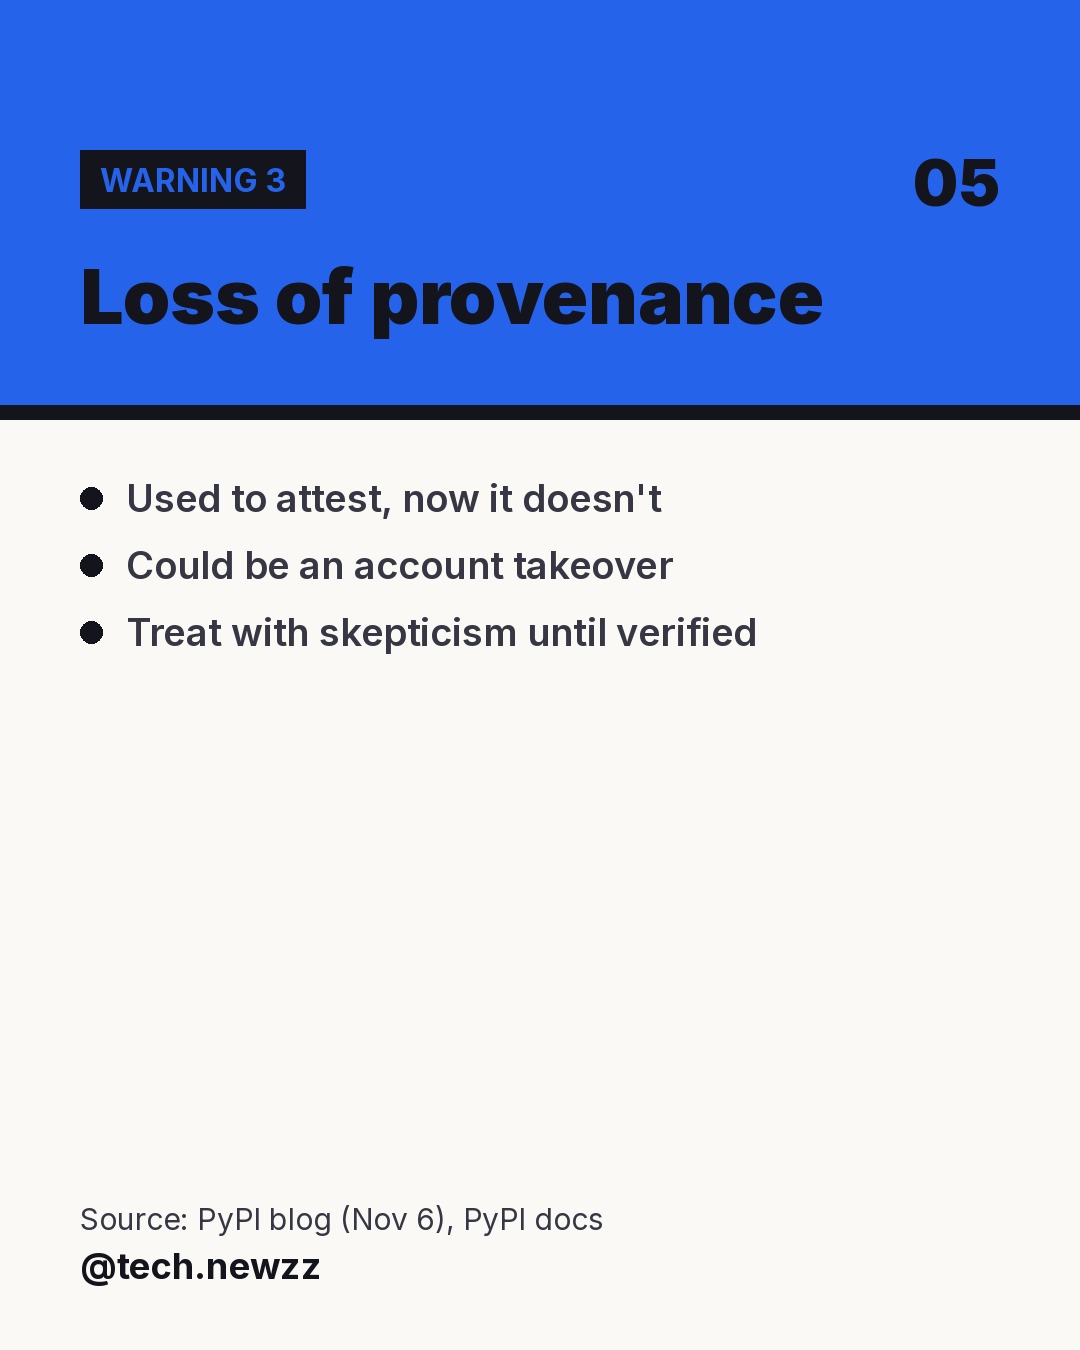 WARNING 3
05
Loss of provenance
Used to attest, now it doesn't
Could be an account takeover
Treat with skepticism until verified
Source: PyPI blog (Nov 6), PyPI docs
@tech.newzz